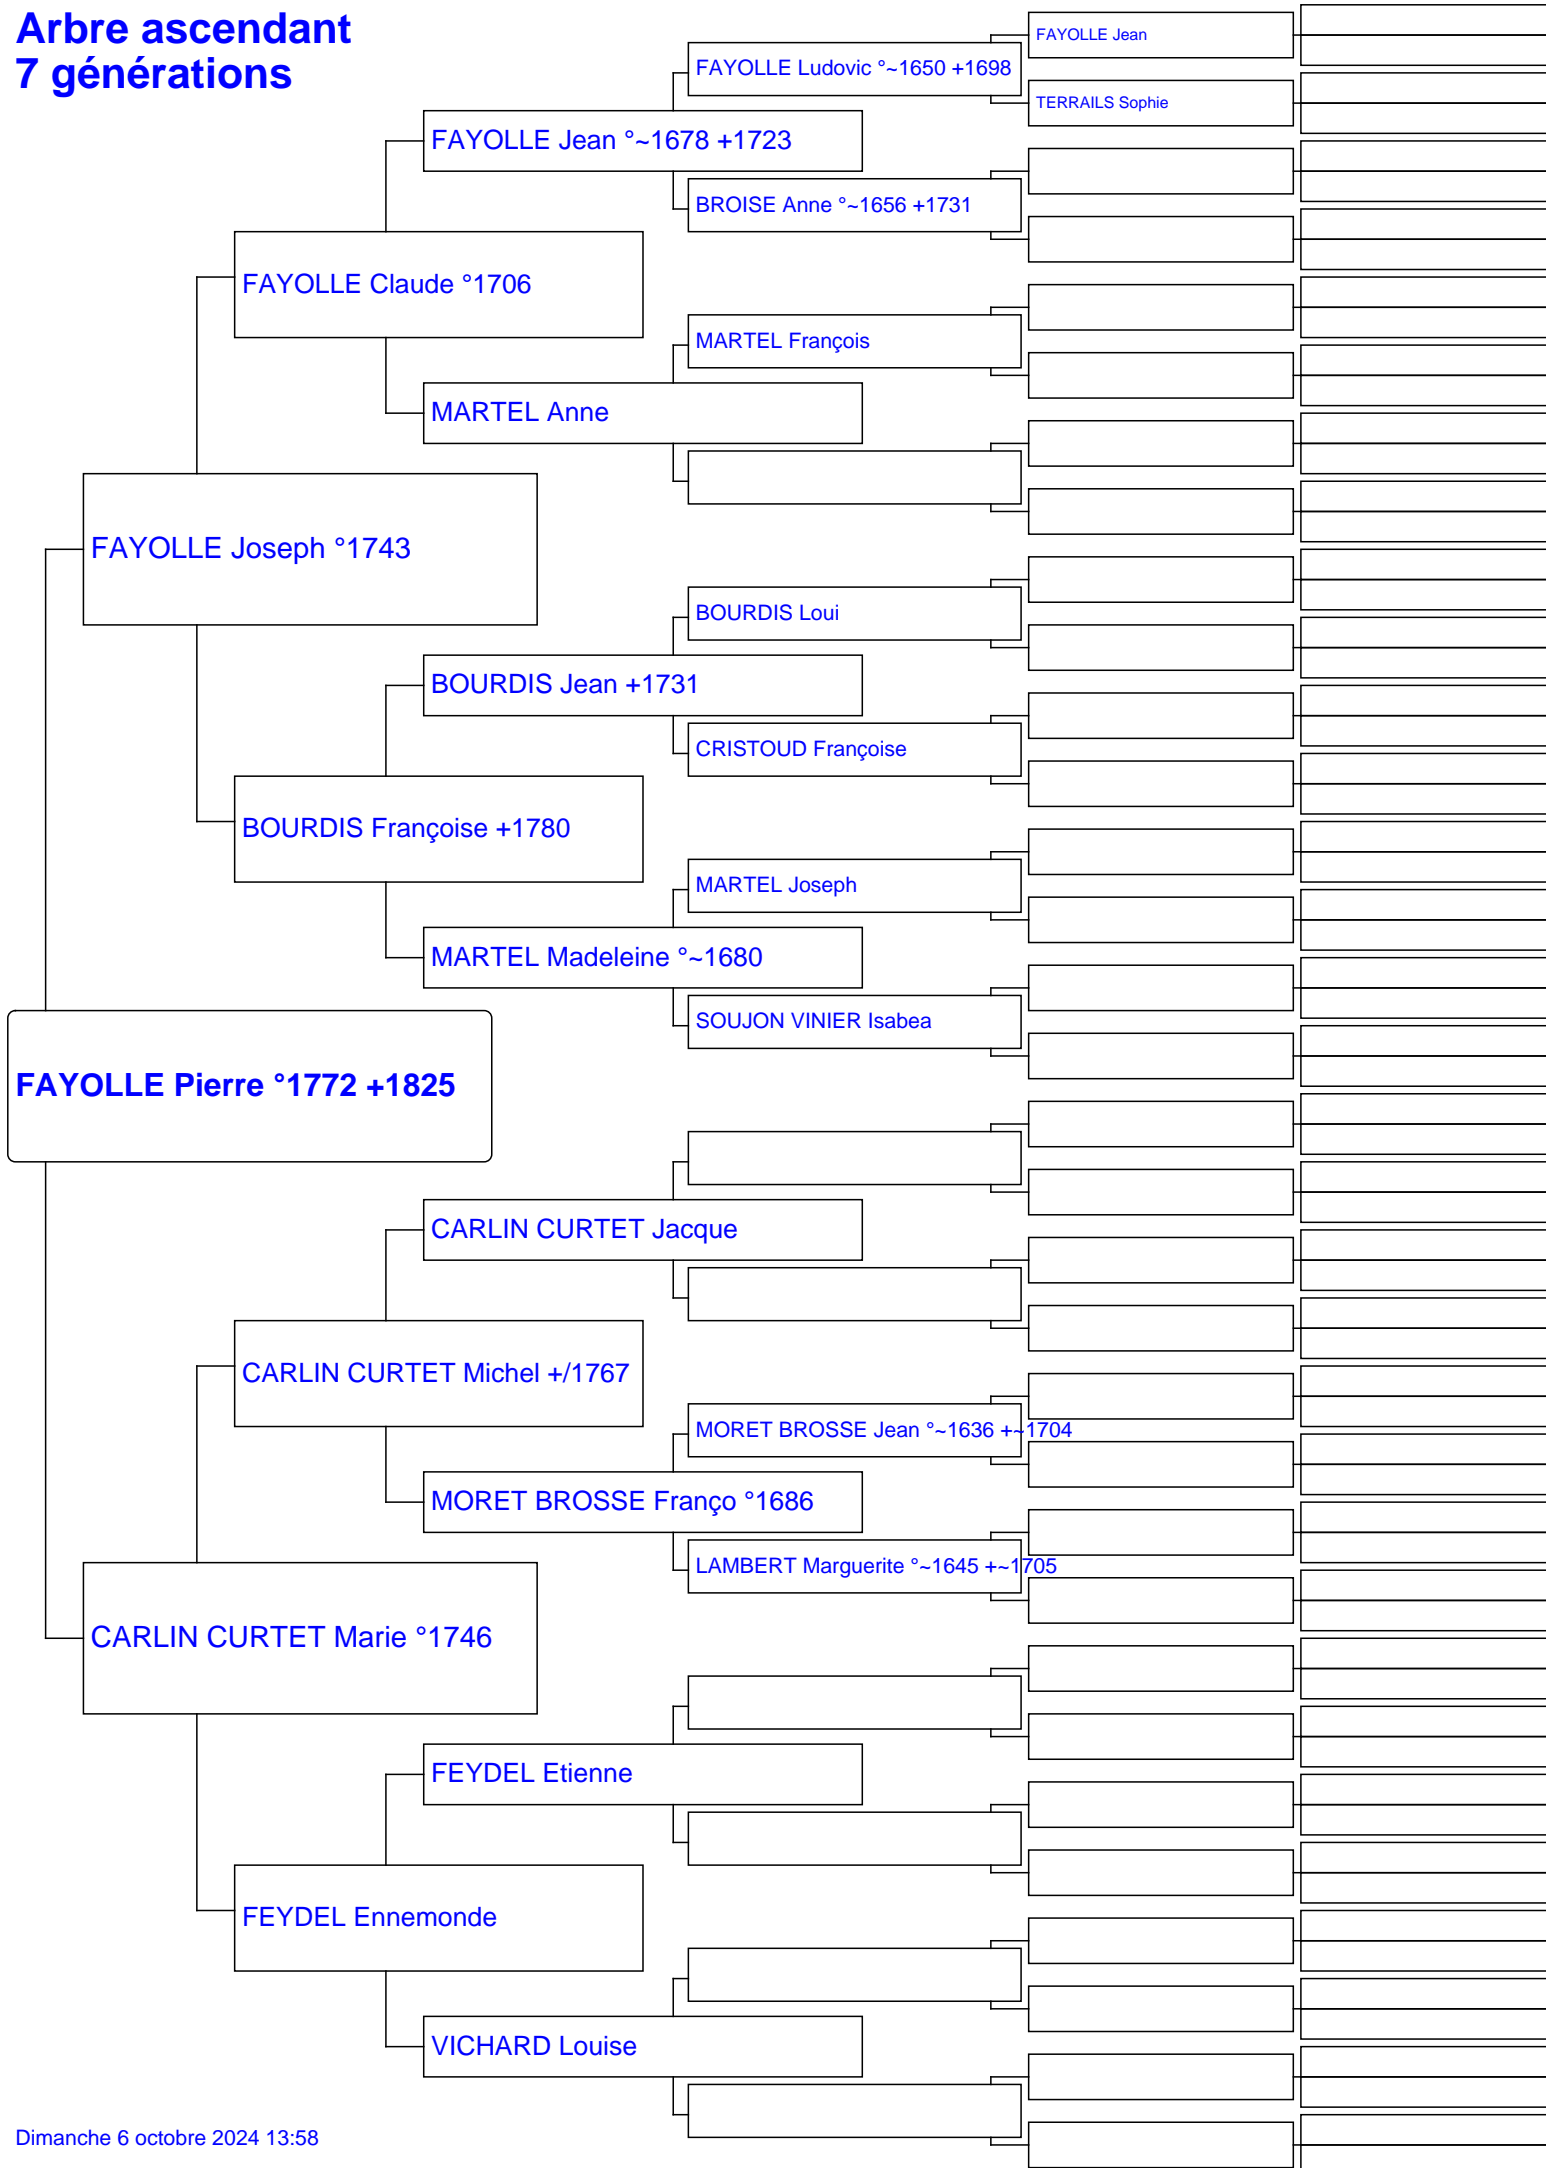 Arbre ascendant
7 générations
FAYOLLE Jean
FAYOLLE Ludovic °~1650 +1698
TERRAILS Sophie
FAYOLLE Jean °~1678 +1723
BROISE Anne °~1656 +1731
FAYOLLE Claude °1706
MARTEL François
MARTEL Anne
FAYOLLE Joseph °1743
BOURDIS Loui
BOURDIS Jean +1731
CRISTOUD Françoise
BOURDIS Françoise +1780
MARTEL Joseph
MARTEL Madeleine °~1680
SOUJON VINIER Isabea
FAYOLLE Pierre °1772 +1825
CARLIN CURTET Jacque
CARLIN CURTET Michel +/1767
MORET BROSSE Jean °~1636 +~1704
MORET BROSSE Franço °1686
LAMBERT Marguerite °~1645 +~1705
CARLIN CURTET Marie °1746
FEYDEL Etienne
FEYDEL Ennemonde
VICHARD Louise
Dimanche 6 octobre 2024 13:58